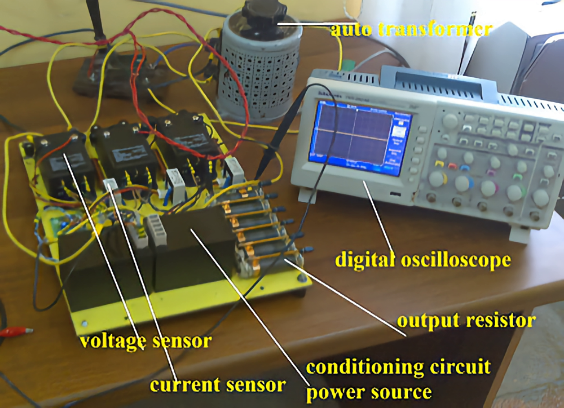 auto transformer
digital oscilloscope
output resistor
voltage sensor
conditioning circuit
current sensor
power source